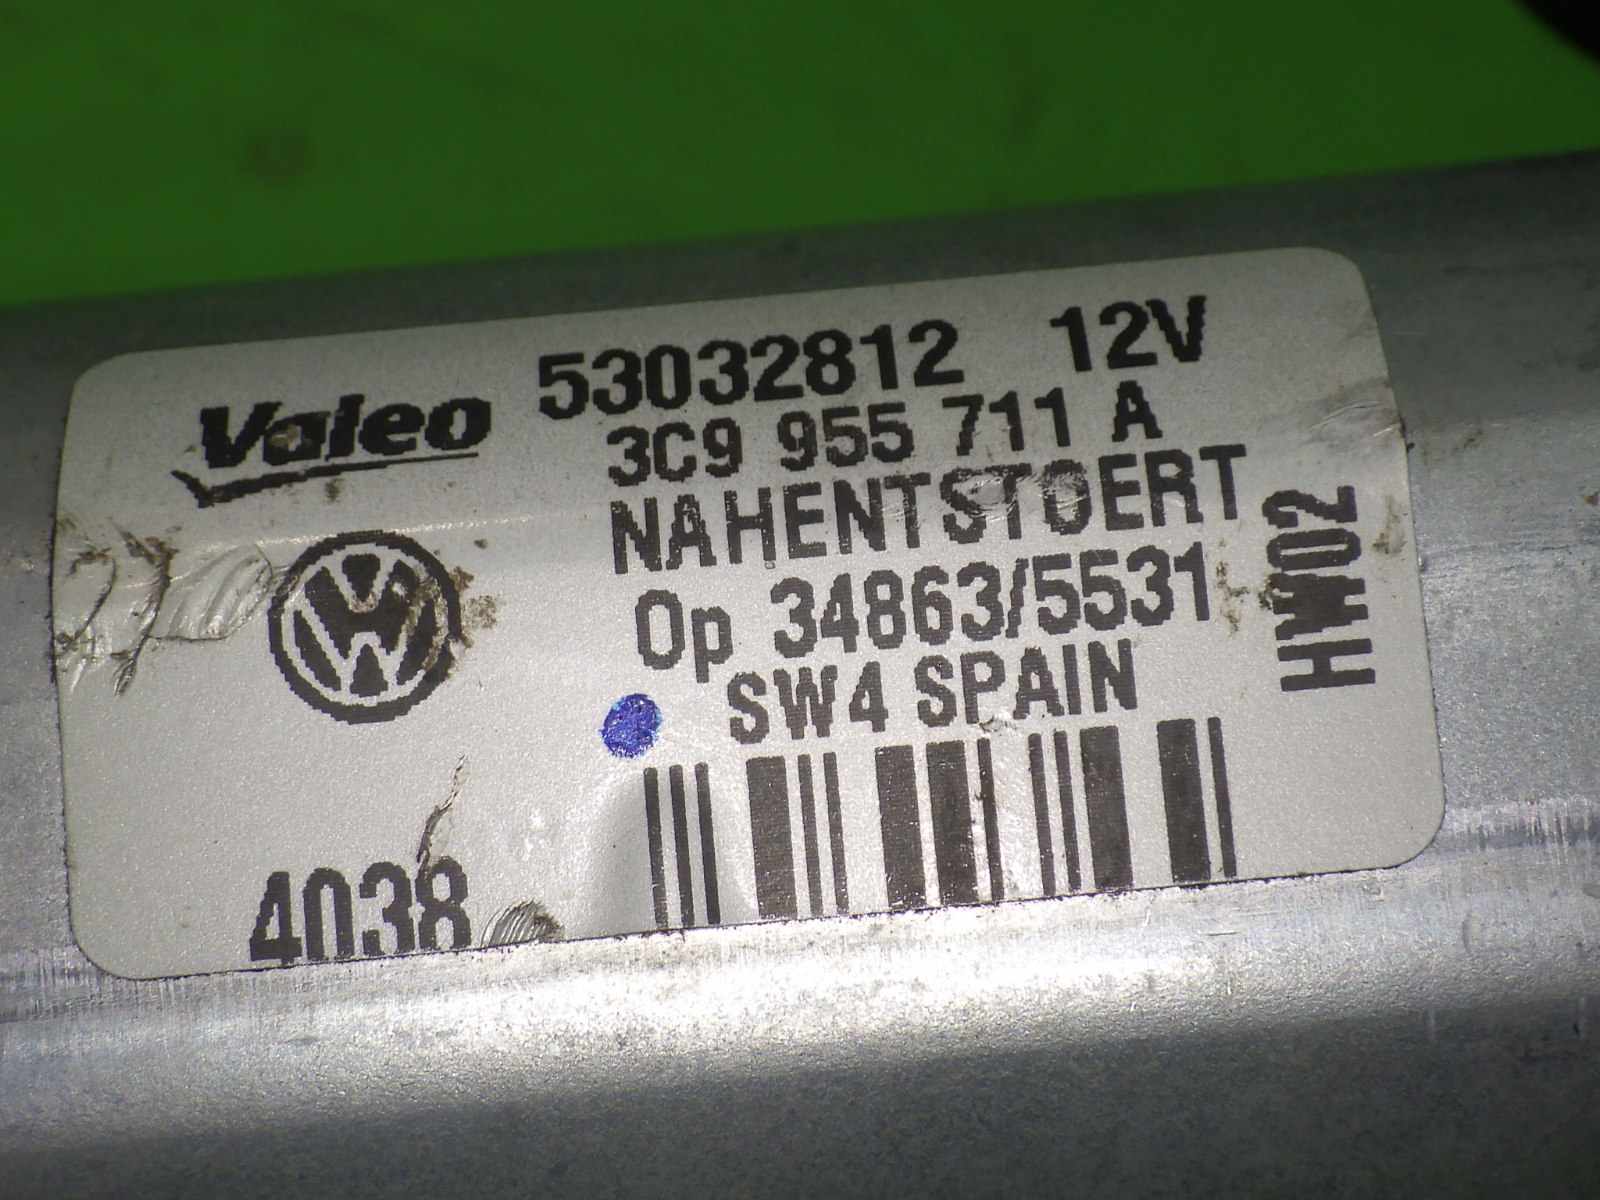 Valeo 53032812 12V
3C9 955 711 A
NAHENTSTOERT
Op 34863/5531
SW4 SPAIN
HW02
4038